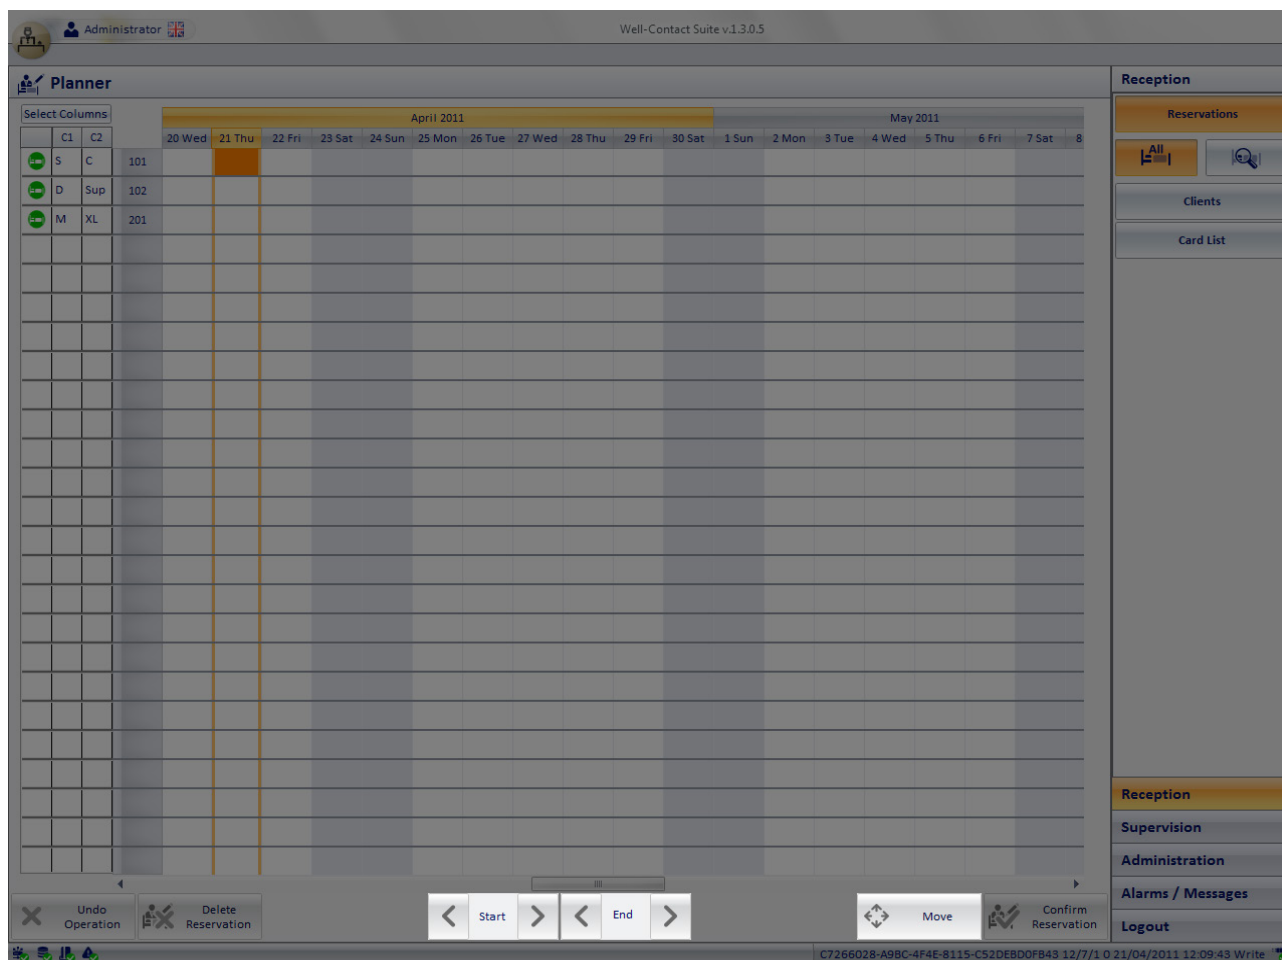 Administrator
Well-Contact Suite v.1.3.0.5
Planner
Reception
Select Columns
April 2011
May 2011
Reservations
C1 C2
20 Wed 21 Thu 22 Fri 23 Sat 24 Sun 25 Mon 26 Tue 27 Wed 28 Thu 29 Fri 30 Sat 1 Sun 2 Mon 3 Tue 4 Wed 5 Thu 6 Fri 7 Sat 8
All
S C 101
D Sup 102
M XL 201
Clients
Card List
Reception
Supervision
Administration
Alarms / Messages
Logout
Undo
Operation
Delete
Reservation
Start
End
Move
Confirm
Reservation
C7266028-A9BC-4F4E-8115-C52DEBD0FB43 12/7/1 0 21/04/2011 12:09:43 Write